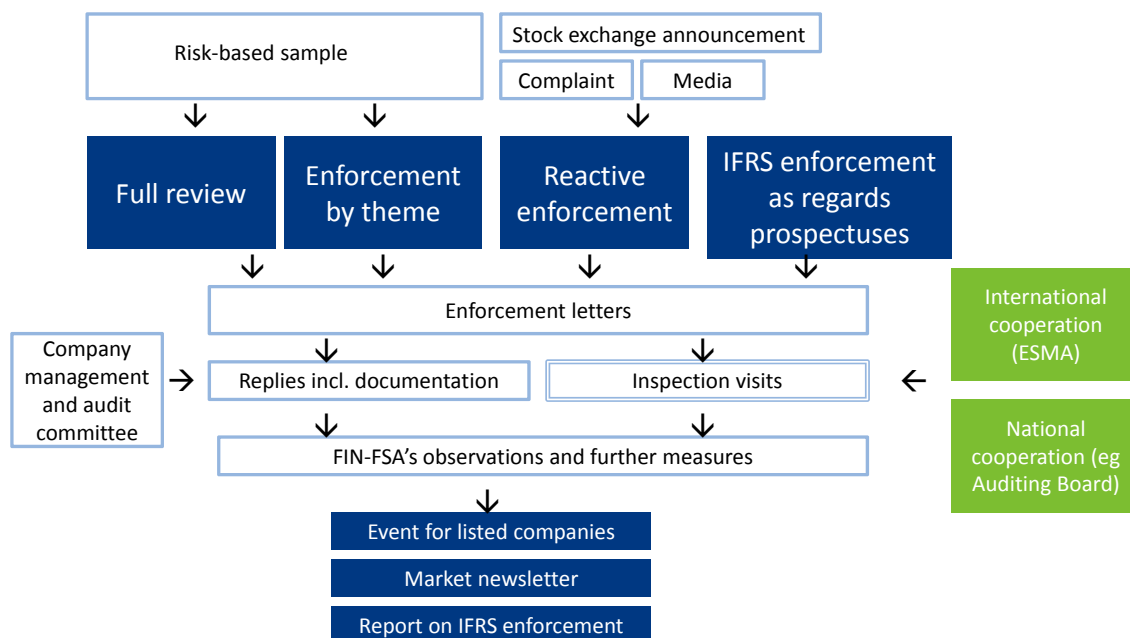 Risk-based sample
Stock exchange announcement
Complaint
Media
Full review
Enforcement
by theme
Reactive
enforcement
IFRS enforcement
as regards
prospectuses
Enforcement letters
International
cooperation
(ESMA)
Company
management
and audit
committee
Replies incl. documentation
Inspection visits
National
cooperation (eg
Auditing Board)
FIN-FSA's observations and further measures
Event for listed companies
Market newsletter
Report on IFRS enforcement